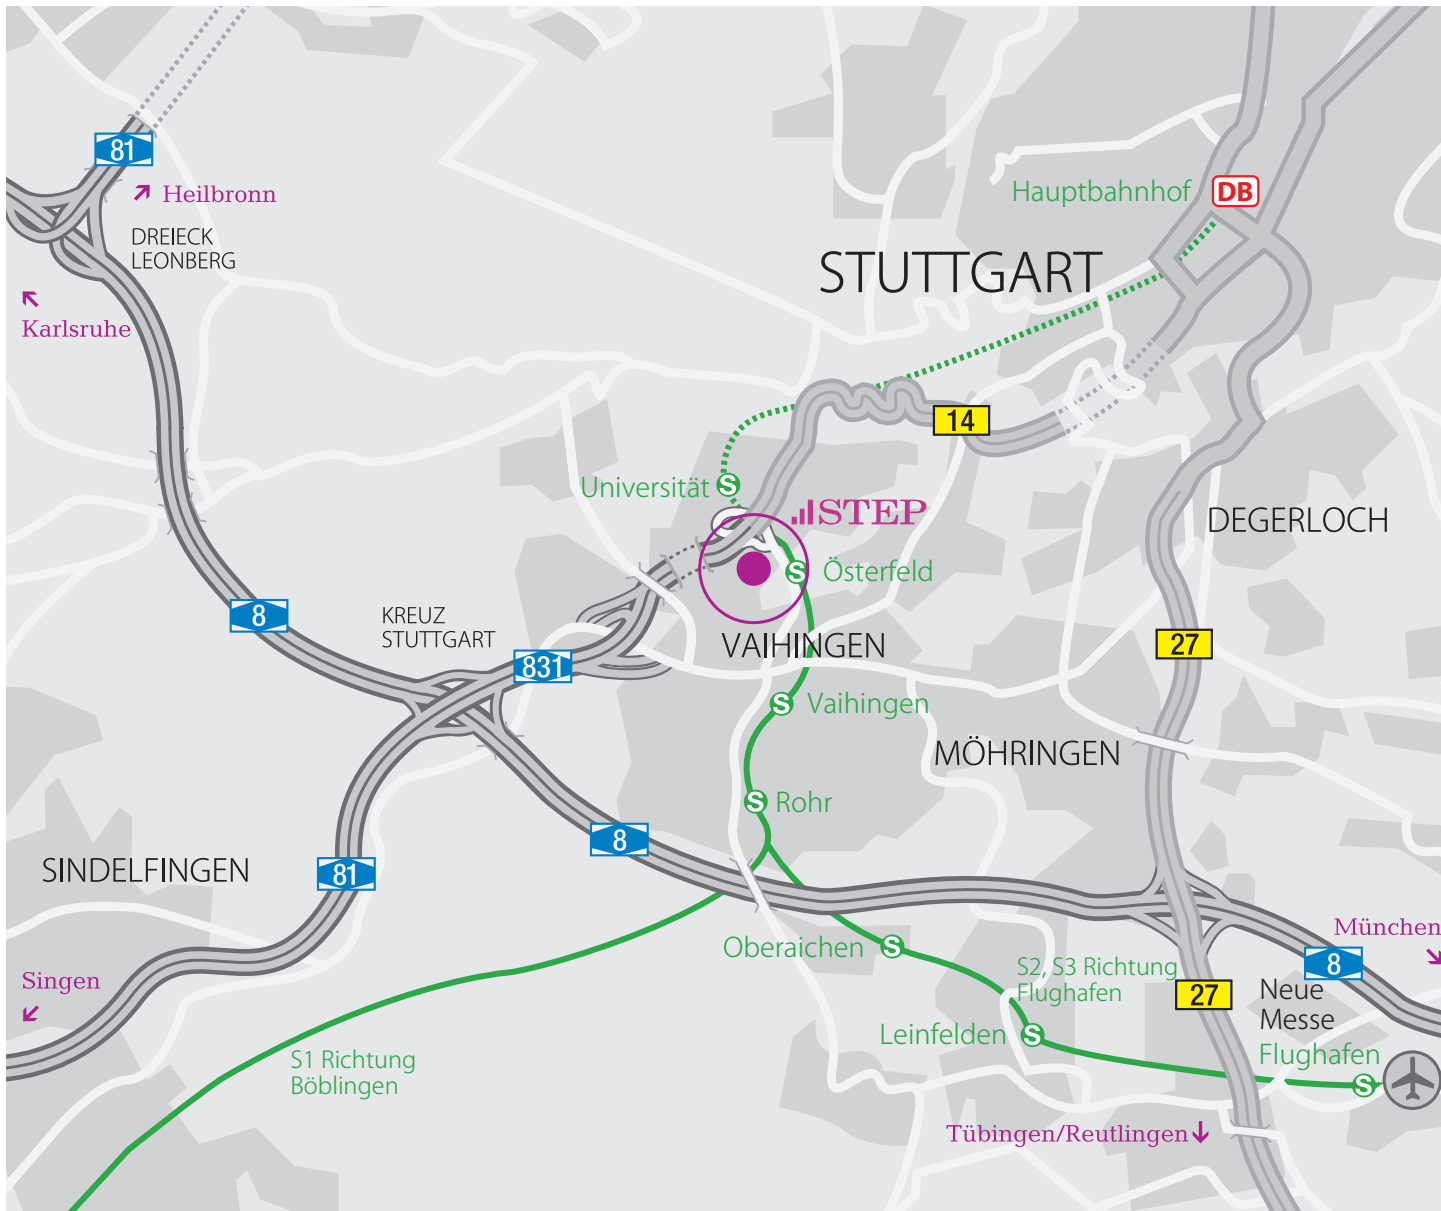 81
Heilbronn
DREIECK
LEONBERG
Karlsruhe
Hauptbahnhof DB
STUTTGART
14
Universität S
STEP
S Österfeld
DEGERLOCH
8
KREUZ
STUTTGART
831
VAIHINGEN
27
S Vaihingen
MÖHRINGEN
S Rohr
8
SINDELFINGEN
81
Oberaichen S
München
8
S2, S3 Richtung
Flughafen
Singen
27
Neue
Messe
Leinfelden S
Flughafen
S
S1 Richtung
Böblingen
Tübingen/Reutlingen